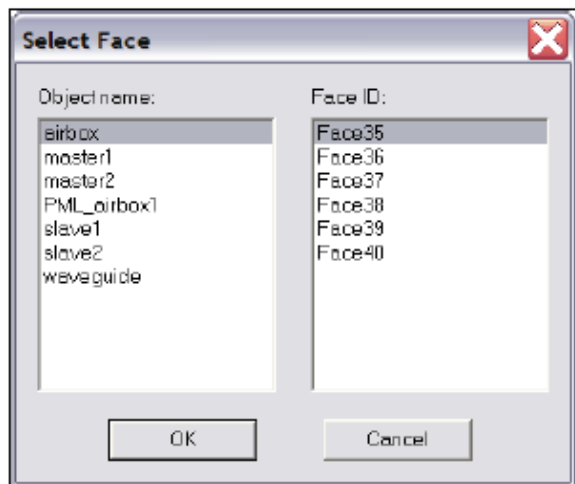 Select Face
Object name:
airbox
master1
master2
PML_airbox1
slave1
slave2
waveguide
Face ID:
Face35
Face36
Face37
Face38
Face39
Face40
OK
Cancel